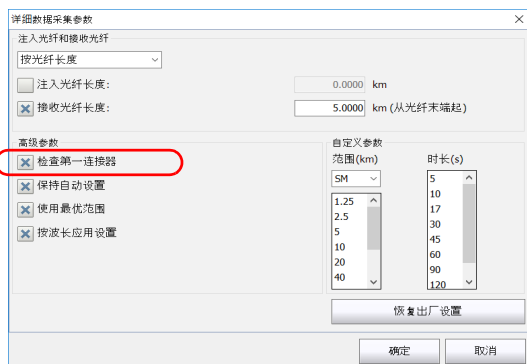 详细数据采集参数
注入光纤和接收光纤
按光纤长度
注入光纤长度: 0.0000 km
接收光纤长度: 5.0000 km (从光纤末端起)
高级参数
检查第一连接器
保持自动设置
使用最优范围
按波长应用设置
自定义参数
范围(km) 时长(s)
SM 5
1.25 10
2.5 17
5 30
10 45
20 60
40 90
120
恢复出厂设置
确定 取消